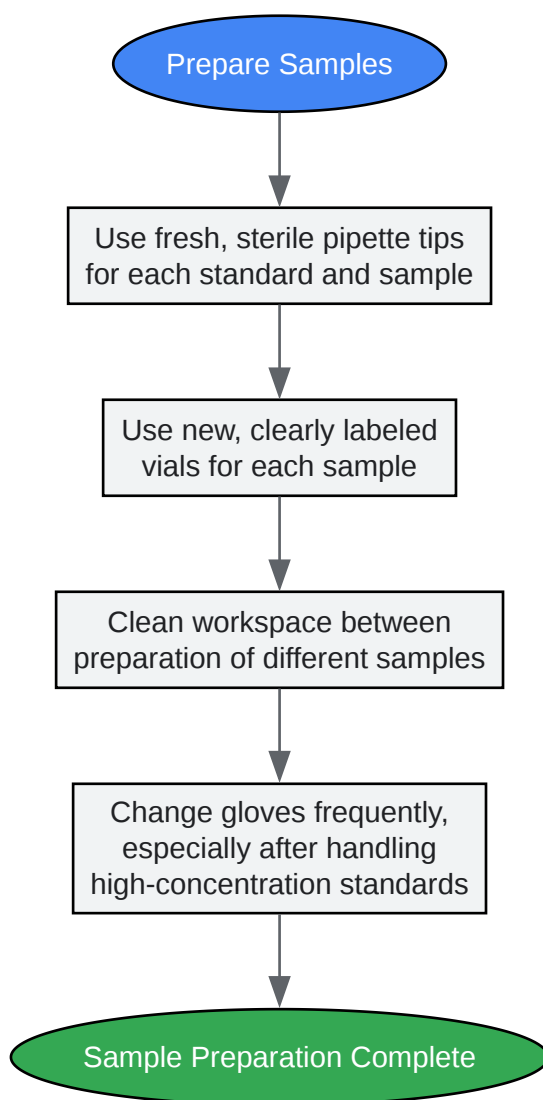 Prepare Samples
Use fresh, sterile pipette tips
for each standard and sample
Use new, clearly labeled
vials for each sample
Clean workspace between
preparation of different samples
Change gloves frequently,
especially after handling
high-concentration standards
Sample Preparation Complete